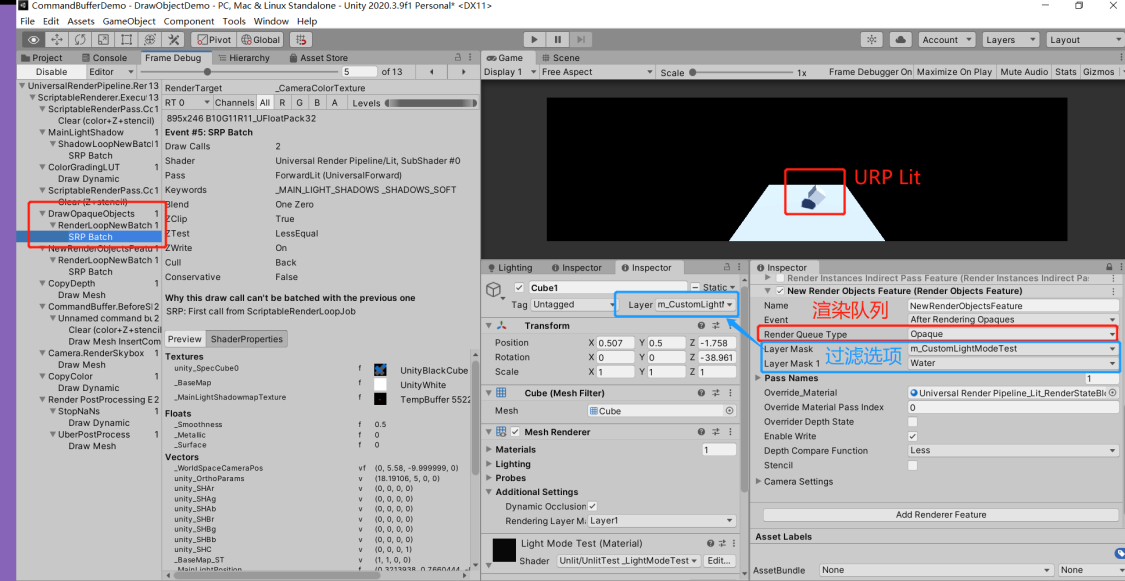 CommandBufferDemo - DrawObjectDemo - PC, Mac & Linux Standalone - Unity 2020.3.9f1 Personal* <DX11>
File Edit Assets GameObject Component Tools Window Help
Pivot Global Account Layers Layout
Project Console Frame Debug Hierarchy Asset Store
Disable Editor 5 of 13
UniversalRenderPipeline.Rer 13
ScriptableRenderer.Execut 13
ScriptableRenderPass.Cc 1
Clear (color+Z+stencil)
MainLightShadow 1
ShadowLoopNewBatcl 1
SRP Batch
ColorGradingLUT 1
Draw Dynamic
ScriptableRenderPass.Cc 1
Clear (Z+stencil)
DrawOpaqueObjects 1
RenderLoopNewBatch 1
SRP Batch
NewRenderObjectsFeatu 1
RenderLoopNewBatch 1
SRP Batch
CopyDepth 1
Draw Mesh
CommandBuffer.BeforeSl 2
Unnamed command bu 2
Clear (color+Z+stencil
Draw Mesh InsertCom
Camera.RenderSkybox 1
Draw Mesh
CopyColor 1
Draw Dynamic
Render PostProcessing E 2
StopNaNs 1
Draw Dynamic
UberPostProcess 1
Draw Mesh
RenderTarget _CameraColorTexture
RT 0 Channels All R G B A Levels
895x246 B10G11R11_UFloatPack32
Event #5: SRP Batch
Draw Calls 2
Shader Universal Render Pipeline/Lit, SubShader #0
Pass ForwardLit (UniversalForward)
Keywords _MAIN_LIGHT_SHADOWS _SHADOWS_SOFT
Blend One Zero
ZClip True
ZTest LessEqual
ZWrite On
Cull Back
Conservative False
Why this draw call can't be batched with the previous one
SRP: First call from ScriptableRenderLoopJob
Preview ShaderProperties
Textures
unity_SpecCube0 f UnityBlackCube
_BaseMap f UnityWhite
_MainLightShadowmapTexture f TempBuffer 5522
Floats
_Smoothness f 0.5
_Metallic f 0
_Surface f 0
Vectors
_WorldSpaceCameraPos vf (0, 5.58, -9.999999, 0)
unity_OrthoParams v (18.19106, 5, 0, 0)
unity_SHAr v (0, 0, 0, 0)
unity_SHAg v (0, 0, 0, 0)
unity_SHAb v (0, 0, 0, 0)
unity_SHBr v (0, 0, 0, 0)
unity_SHBg v (0, 0, 0, 0)
unity_SHBb v (0, 0, 0, 0)
unity_SHC v (0, 0, 0, 1)
_BaseMap_ST v (1, 1, 0, 0)
_MainLightPosition v (0.3213938, 0.7660444, -
Game Scene
Display 1 Free Aspect Scale 1x Frame Debugger On Maximize On Play Mute Audio Stats Gizmos
URP Lit
Lighting Inspector Inspector
Cube1 Static
Tag Untagged Layer m_CustomLightM
Transform
Position X 0.507 Y 0.5 Z -1.758
Rotation X 0 Y 0 Z -38.961
Scale X 1 Y 1 Z 1
Cube (Mesh Filter)
Mesh Cube
Mesh Renderer
Materials 1
Lighting
Probes
Additional Settings
Dynamic Occlusion
Rendering Layer M Layer1
Light Mode Test (Material)
Shader Unlit/UnlitTest _LightModeTest Edit...
Inspector
Render Instances Indirect Pass Feature (Render Instances Indirect Pa:
New Render Objects Feature (Render Objects Feature)
Name NewRenderObjectsFeature
渲染队列
Event After Rendering Opaques
Render Queue Type Opaque
Layer Mask m_CustomLightModeTest
过滤选项
Layer Mask 1 Water
Pass Names 1
Override_Material Universal Render Pipeline_Lit_RenderStateBl
Override Material Pass Index 0
Overrider Depth State
Enable Write
Depth Compare Function Less
Stencil
Camera Settings
Add Renderer Feature
Asset Labels
AssetBundle None None